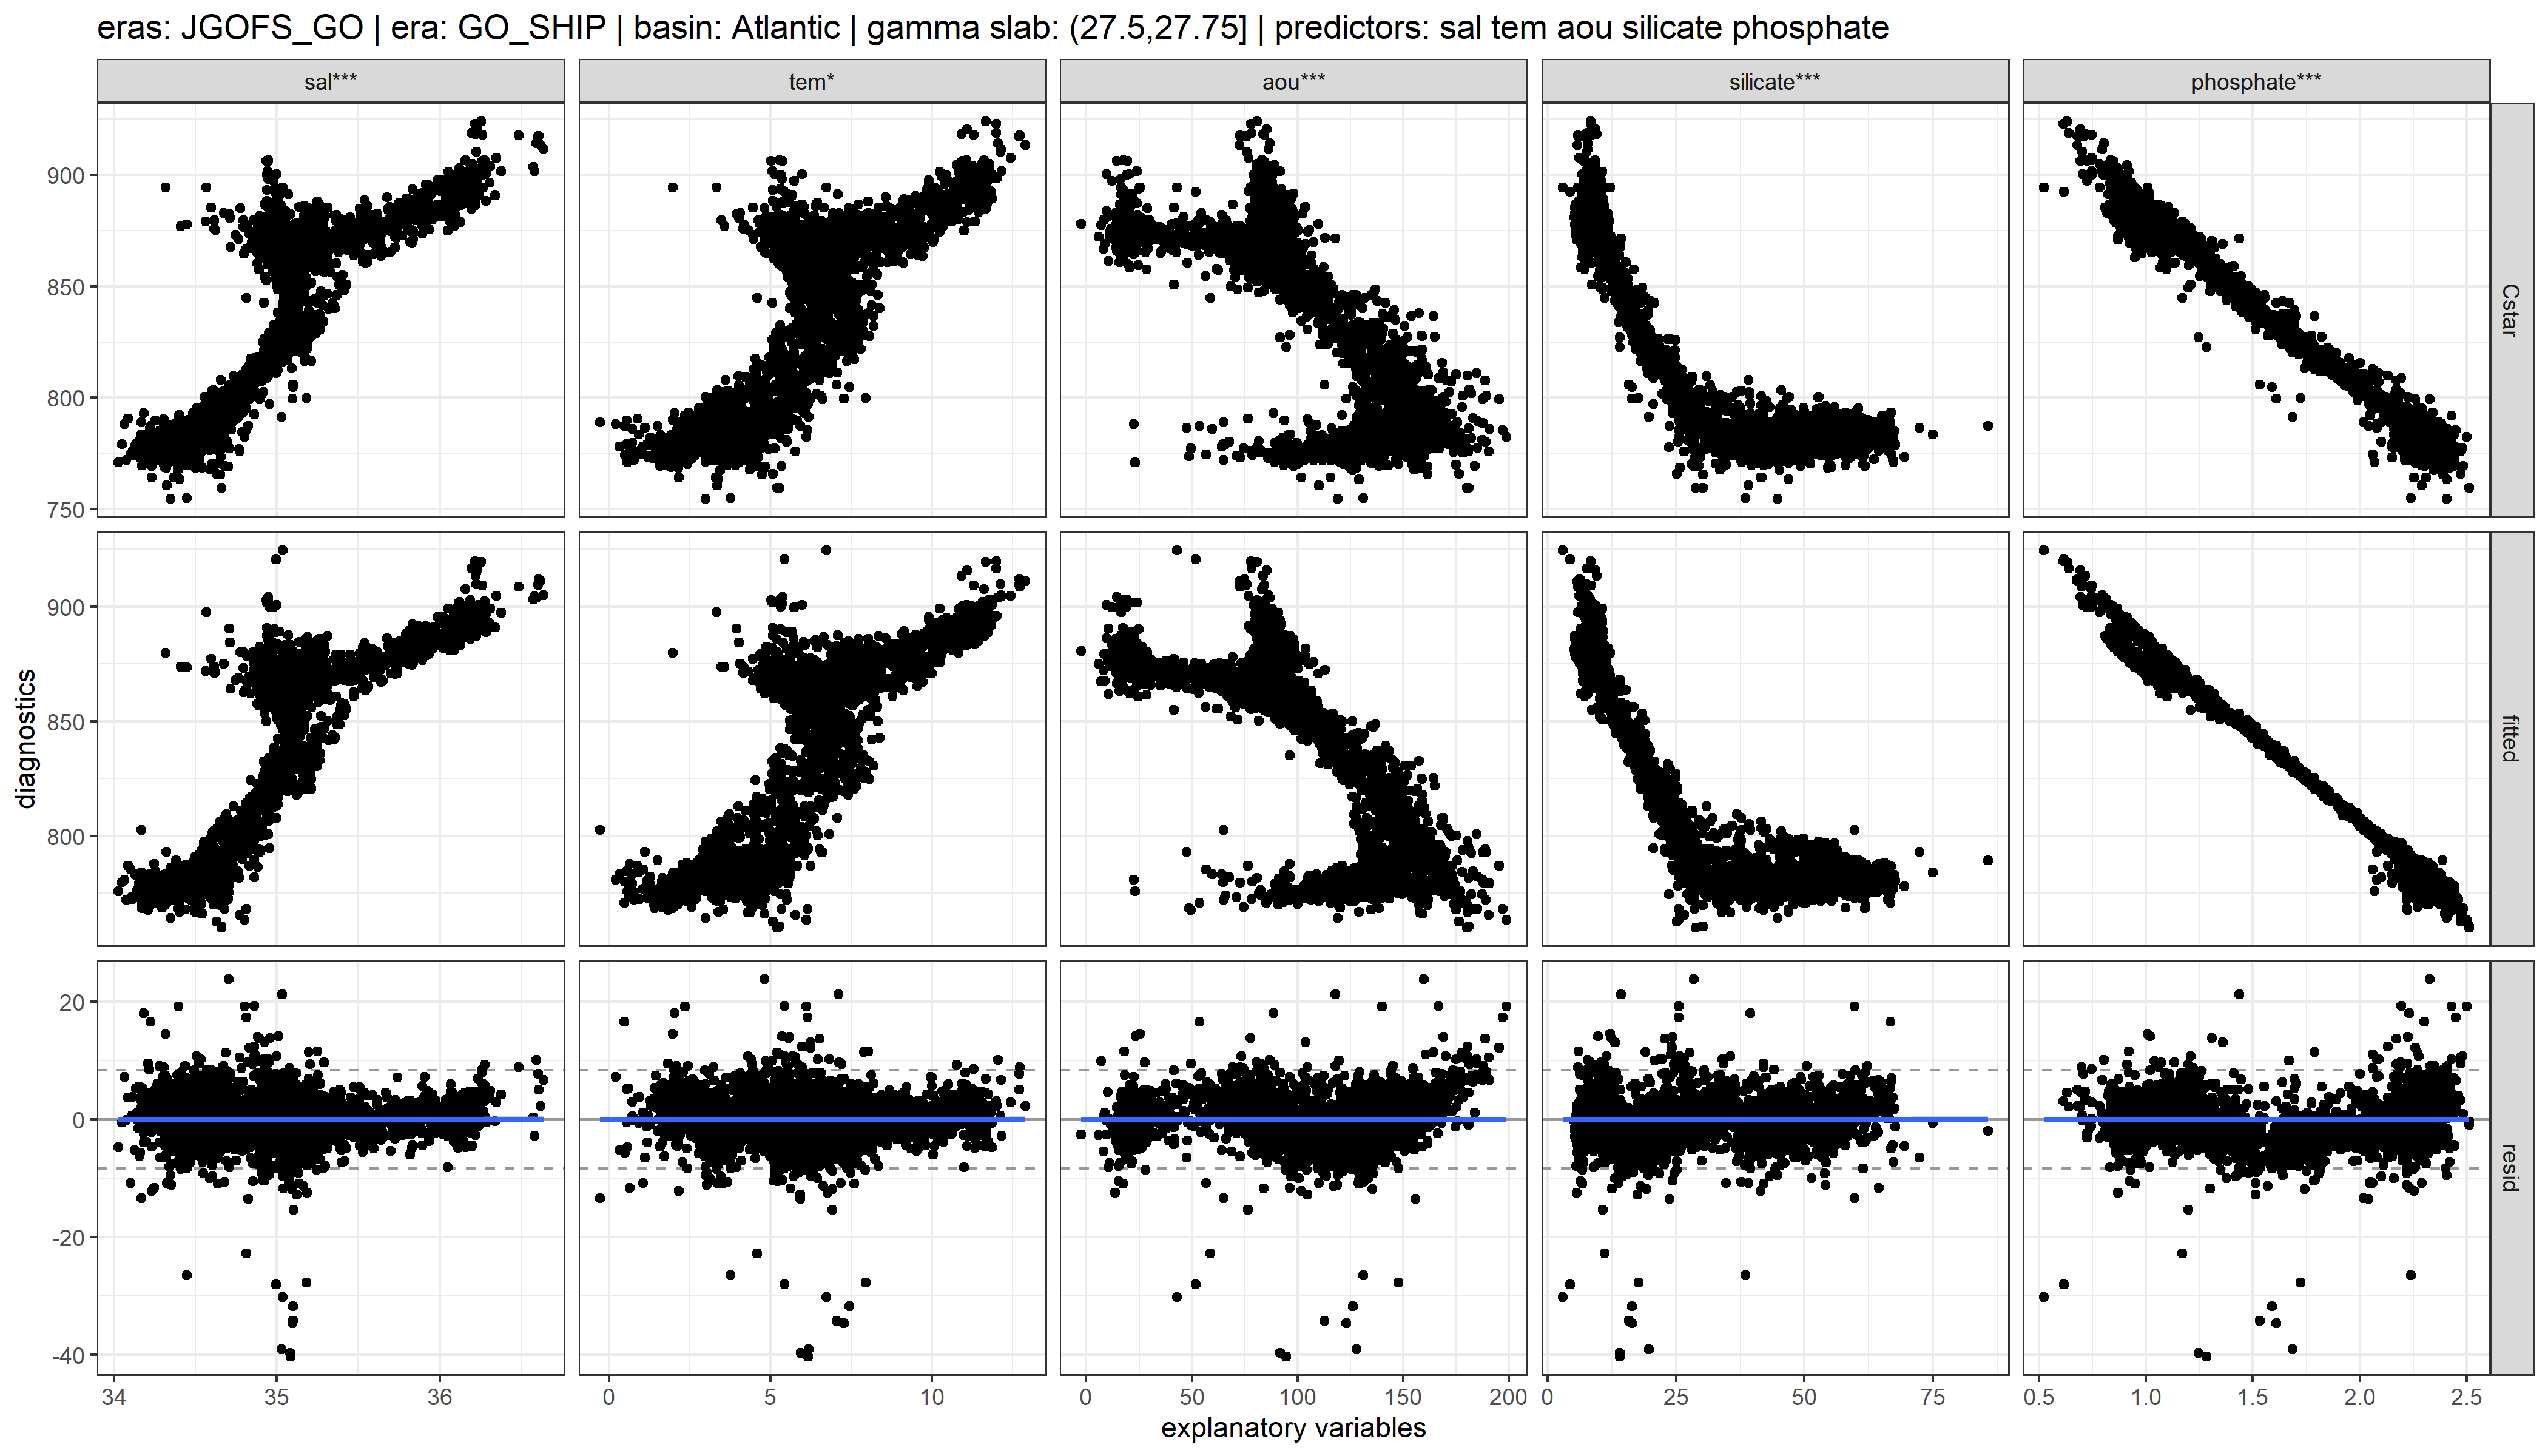 eras: JGOFS_GO | era: GO_SHIP | basin: Atlantic | gamma slab: (27.5,27.75] | predictors: sal tem aou silicate phosphate
sal*** tem* aou*** silicate*** phosphate***
900
850
800
750
Cstar
900
850
800
fitted
diagnostics
20
0
-20
-40
resid
34 35 36 0 5 10 0 50 100 150 200 0 25 50 75 0.5 1.0 1.5 2.0 2.5
explanatory variables